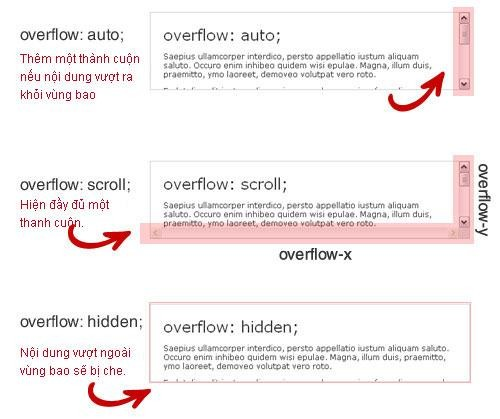 overflow: auto;
Thêm một thành cuộn
nếu nội dung vượt ra
khỏi vùng bao
overflow: auto;
Saepius ullamcorper interdico, persto appellatio iustum aliquam
saluto. Occuro enim inhibeo quidem wisi epulae. Magna, illum duis,
praemitto, ymo laoreet, demoveo volutpat vero roto.
overflow: scroll;
Hiện đầy đủ một
thanh cuộn.
overflow: scroll;
Saepius ullamcorper interdico, persto appellatio iustum aliquam
saluto. Occuro enim inhibeo quidem wisi epulae. Magna, illum duis,
praemitto, ymo laoreet, demoveo volutpat vero roto.
overflow-y
overflow-x
overflow: hidden;
Nội dung vượt ngoài
vùng bao sẽ bị che.
overflow: hidden;
Saepius ullamcorper interdico, persto appellatio iustum aliquam saluto.
Occuro enim inhibeo quidem wisi epulae. Magna, illum duis, praemitto,
ymo laoreet, demoveo volutpat vero roto.